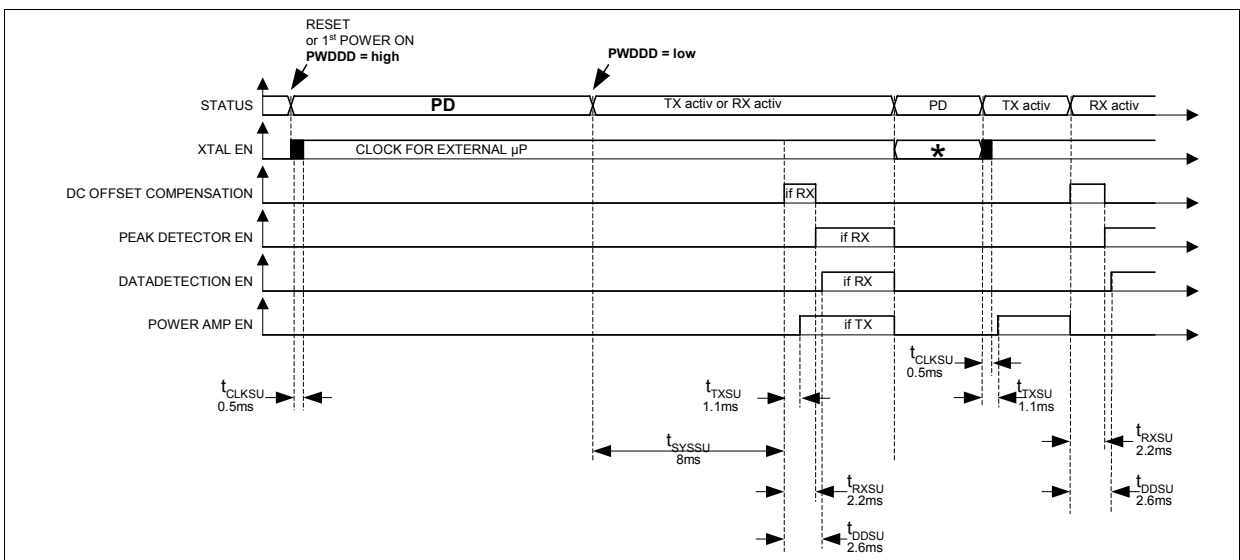 RESET
or 1st POWER ON
PWDDD = high
PWDDD = low
STATUS
PD
TX activ or RX activ
PD
TX activ
RX activ
XTAL EN
CLOCK FOR EXTERNAL µP
*
DC OFFSET COMPENSATION
if RX
PEAK DETECTOR EN
if RX
DATADETECTION EN
if RX
POWER AMP EN
if TX
tCLKSU
0.5ms
tTXSU
1.1ms
tCLKSU
0.5ms
tTXSU
1.1ms
tSYSSU
8ms
tRXSU
2.2ms
tRXSU
2.2ms
tDDSU
2.6ms
tDDSU
2.6ms